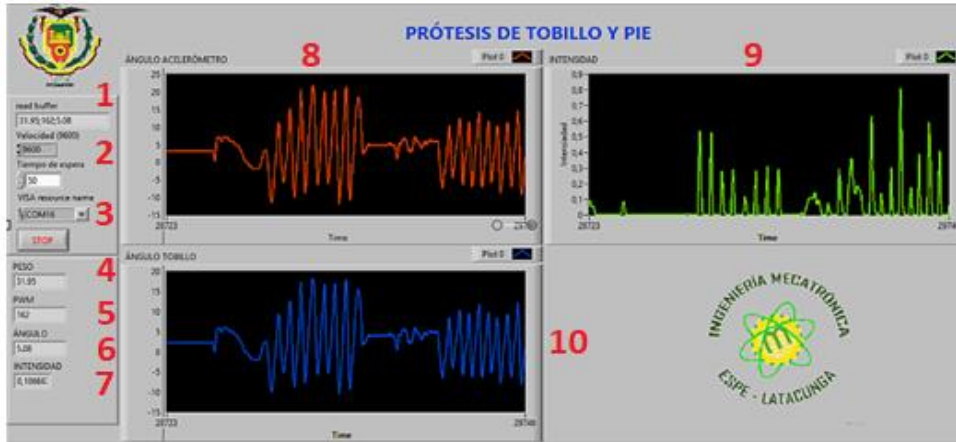 PRÓTESIS DE TOBILLO Y PIE
1
read buffer
31.95;162;5.08
Velocidad (9600)
9600
2
Tiempo de espera
50
VISA resource name
COM16
3
STOP
PESO
4
31.95
PWM
162
5
ÁNGULO
5.08
6
INTENSIDAD
7
ÁNGULO ACELERÓMETRO
8
Plot 0
25
20
15
10
5
0
-5
-10
-15
28723
Time
INTENSIDAD
9
Plot 0
Intensidad
0,9
0,8
0,7
0,6
0,5
0,4
0,3
0,2
0,1
0
28723
Time
ÁNGULO TOBILLO
Plot 0
20
15
10
5
0
-5
-10
-15
28723
Time
10
INGENIERÍA MECATRÓNICA
ESPE - LATACUNGA